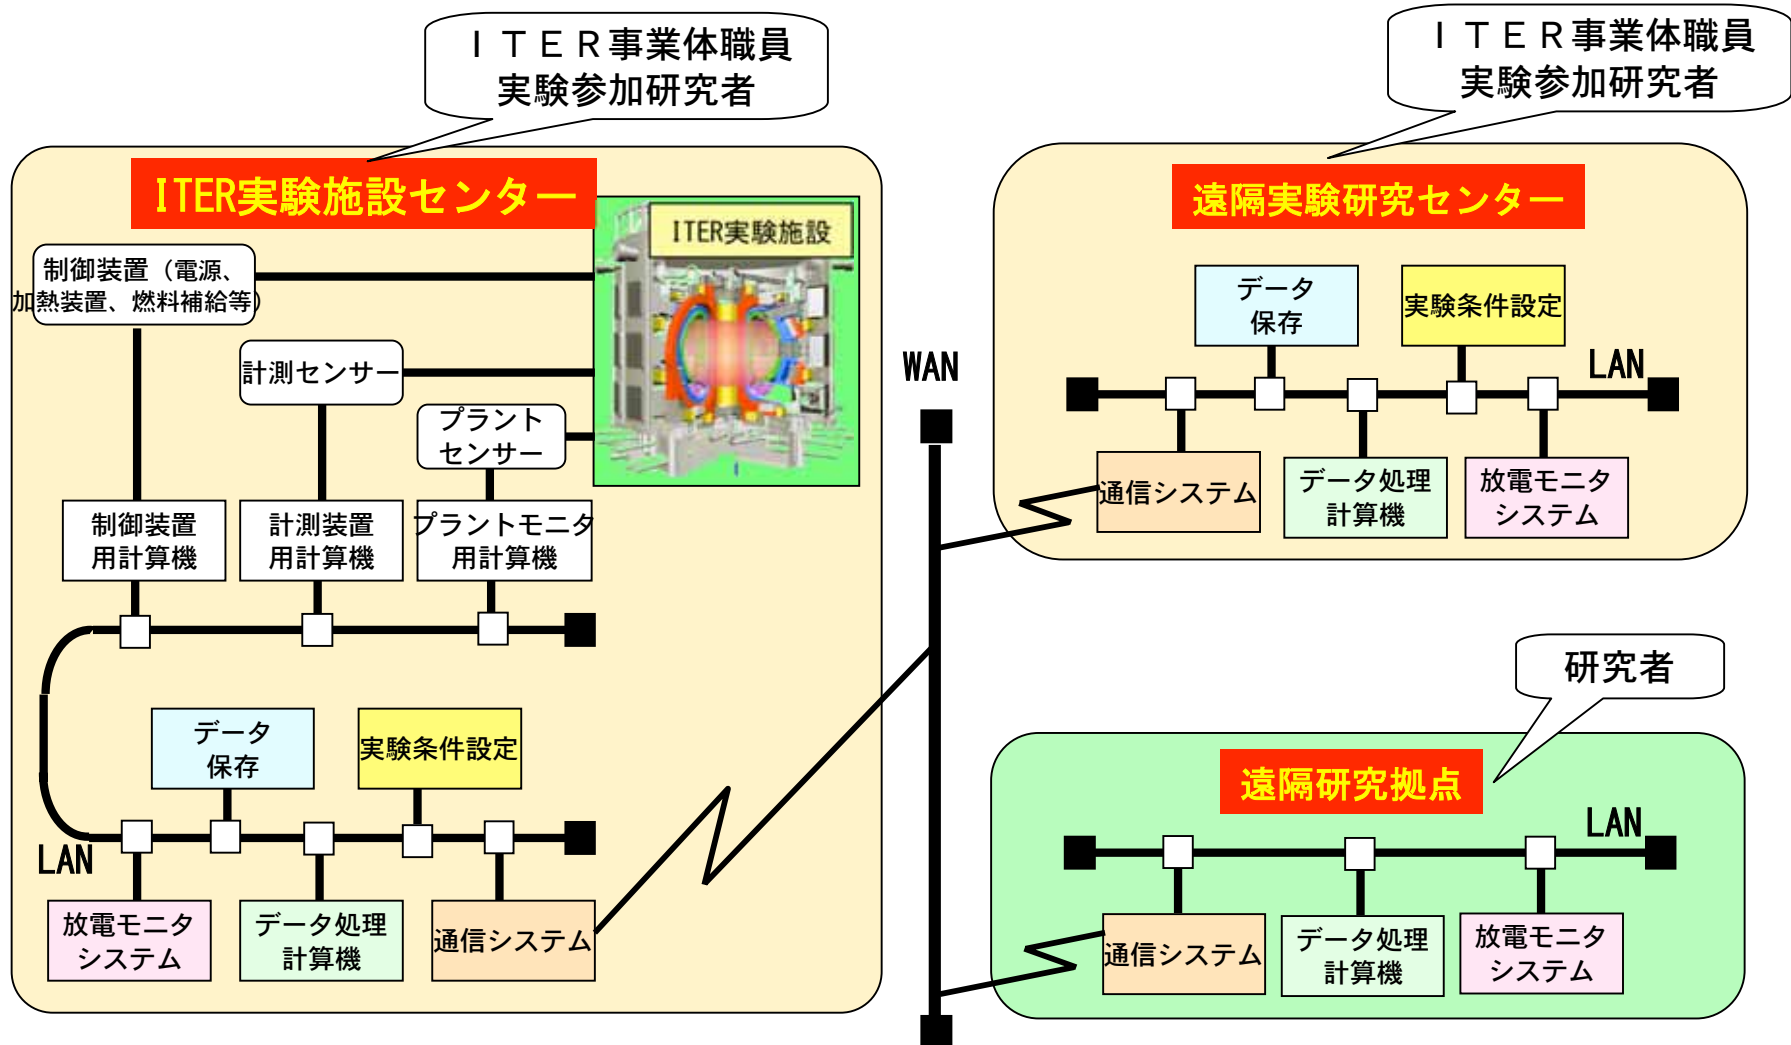 ＩＴＥＲ事業体職員
実験参加研究者
ITER実験施設センター
ITER実験施設
制御装置（電源、
加熱装置、燃料補給等）
計測センサー
プラント
センサー
制御装置
用計算機
計測装置
用計算機
プラントモニタ
用計算機
データ
保存
実験条件設定
LAN
放電モニタ
システム
データ処理
計算機
通信システム
WAN
ＩＴＥＲ事業体職員
実験参加研究者
遠隔実験研究センター
データ
保存
実験条件設定
LAN
通信システム
データ処理
計算機
放電モニタ
システム
研究者
遠隔研究拠点
LAN
通信システム
データ処理
計算機
放電モニタ
システム